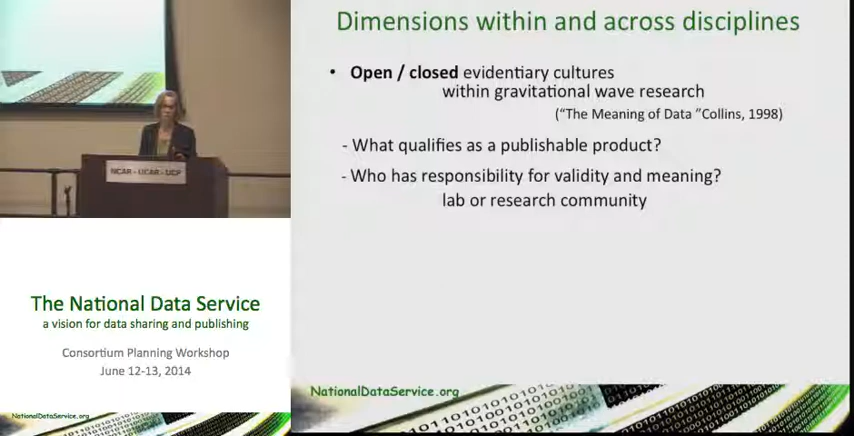 NCAR - UCAR - UCP
The National Data Service
a vision for data sharing and publishing
Consortium Planning Workshop
June 12-13, 2014
NationalDataService.org
Dimensions within and across disciplines
• Open / closed evidentiary cultures
within gravitational wave research
("The Meaning of Data "Collins, 1998)
- What qualifies as a publishable product?
- Who has responsibility for validity and meaning?
lab or research community
NationalDataService.org